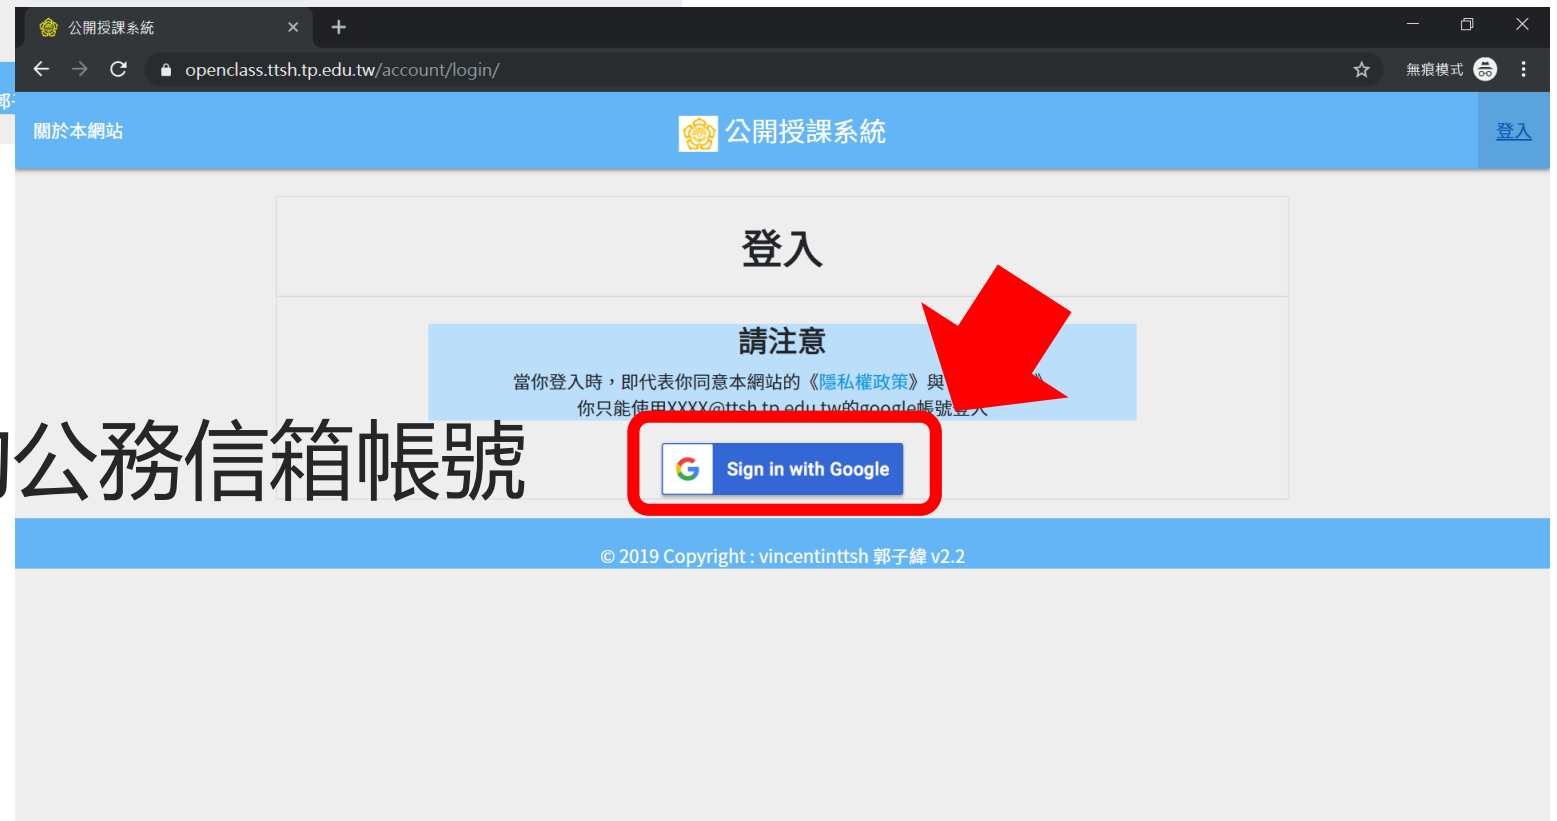 公開授課系統
openclass.ttsh.tp.edu.tw/account/login/
無痕模式
關於本網站
公開授課系統
登入
登入
請注意
當你登入時，即代表你同意本網站的《隱私權政策》與
你只能使用XXXX@ttsh.tp.edu.tw的google帳號登入
公務信箱帳號
Sign in with Google
© 2019 Copyright : vincentinttsh 郭子緯 v2.2